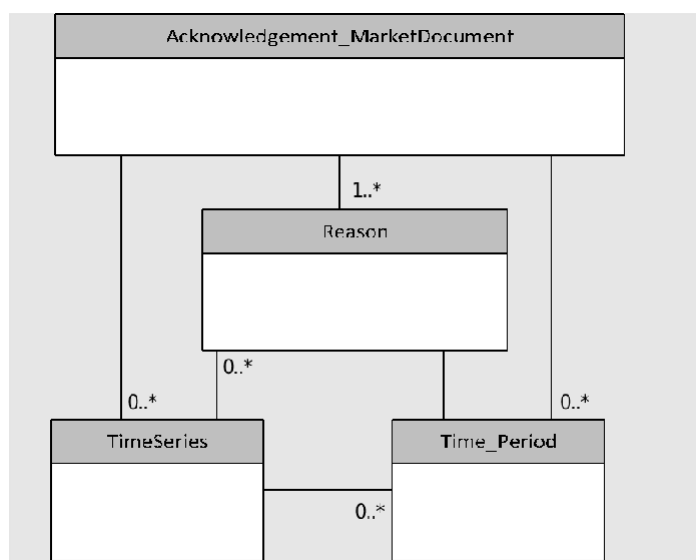 Acknowledgement_MarketDocument
1..*
Reason
0..*
0..*
0..*
TimeSeries
Time_Period
0..*